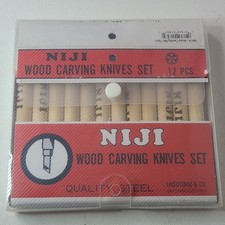 NIJI
WOOD CARVING KNIVES SET
12 PCS.
NIJI
WOOD CARVING KNIVES SET
QUALITY STEEL